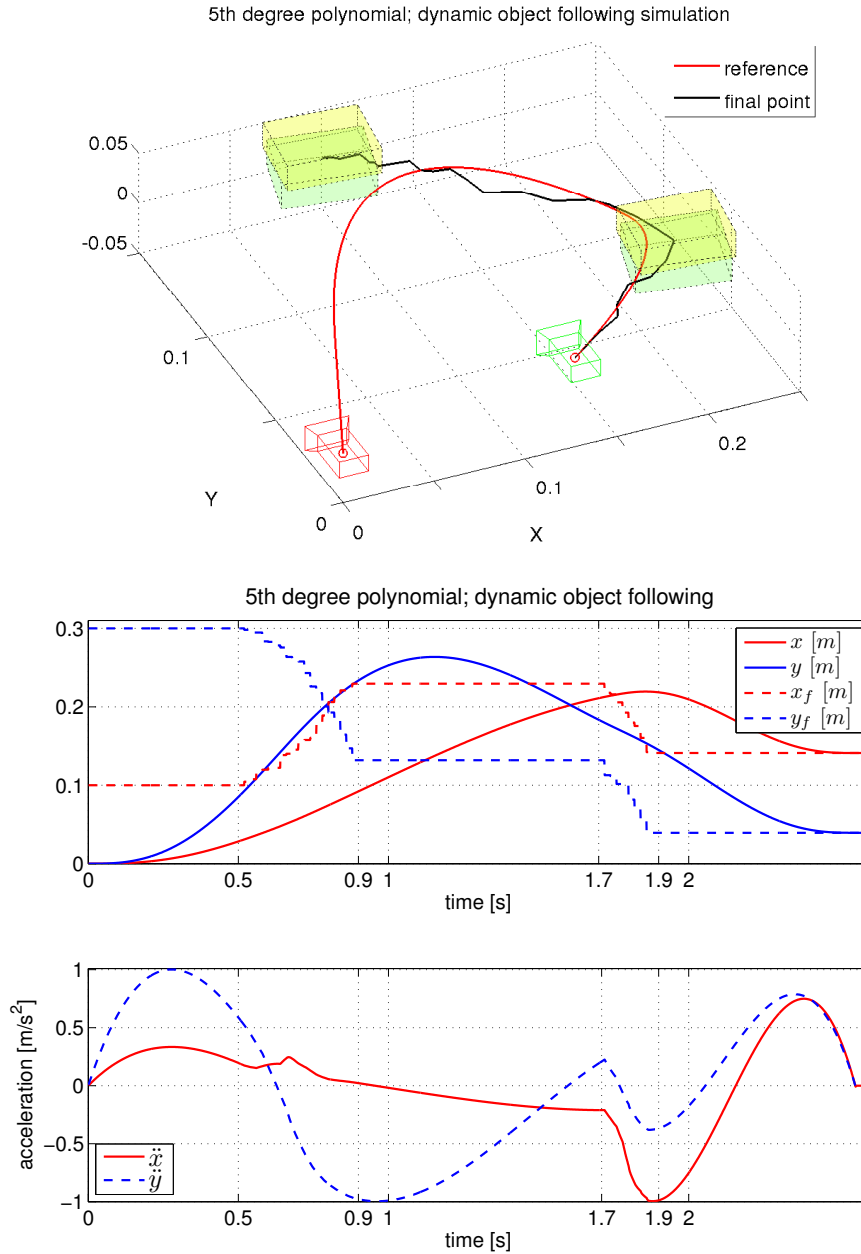 5th degree polynomial; dynamic object following simulation
reference
final point
0.05
0
-0.05
0.1
0.2
0.1
Y
0
0
X
5th degree polynomial; dynamic object following
0.3
x [m]
y [m]
x_f [m]
y_f [m]
0.2
0.1
0
0 0.5 0.9 1 1.7 1.9 2
time [s]
1
0.5
0
−0.5
−1
acceleration [m/s²]
ẍ
ÿ
0 0.5 0.9 1 1.7 1.9 2
time [s]